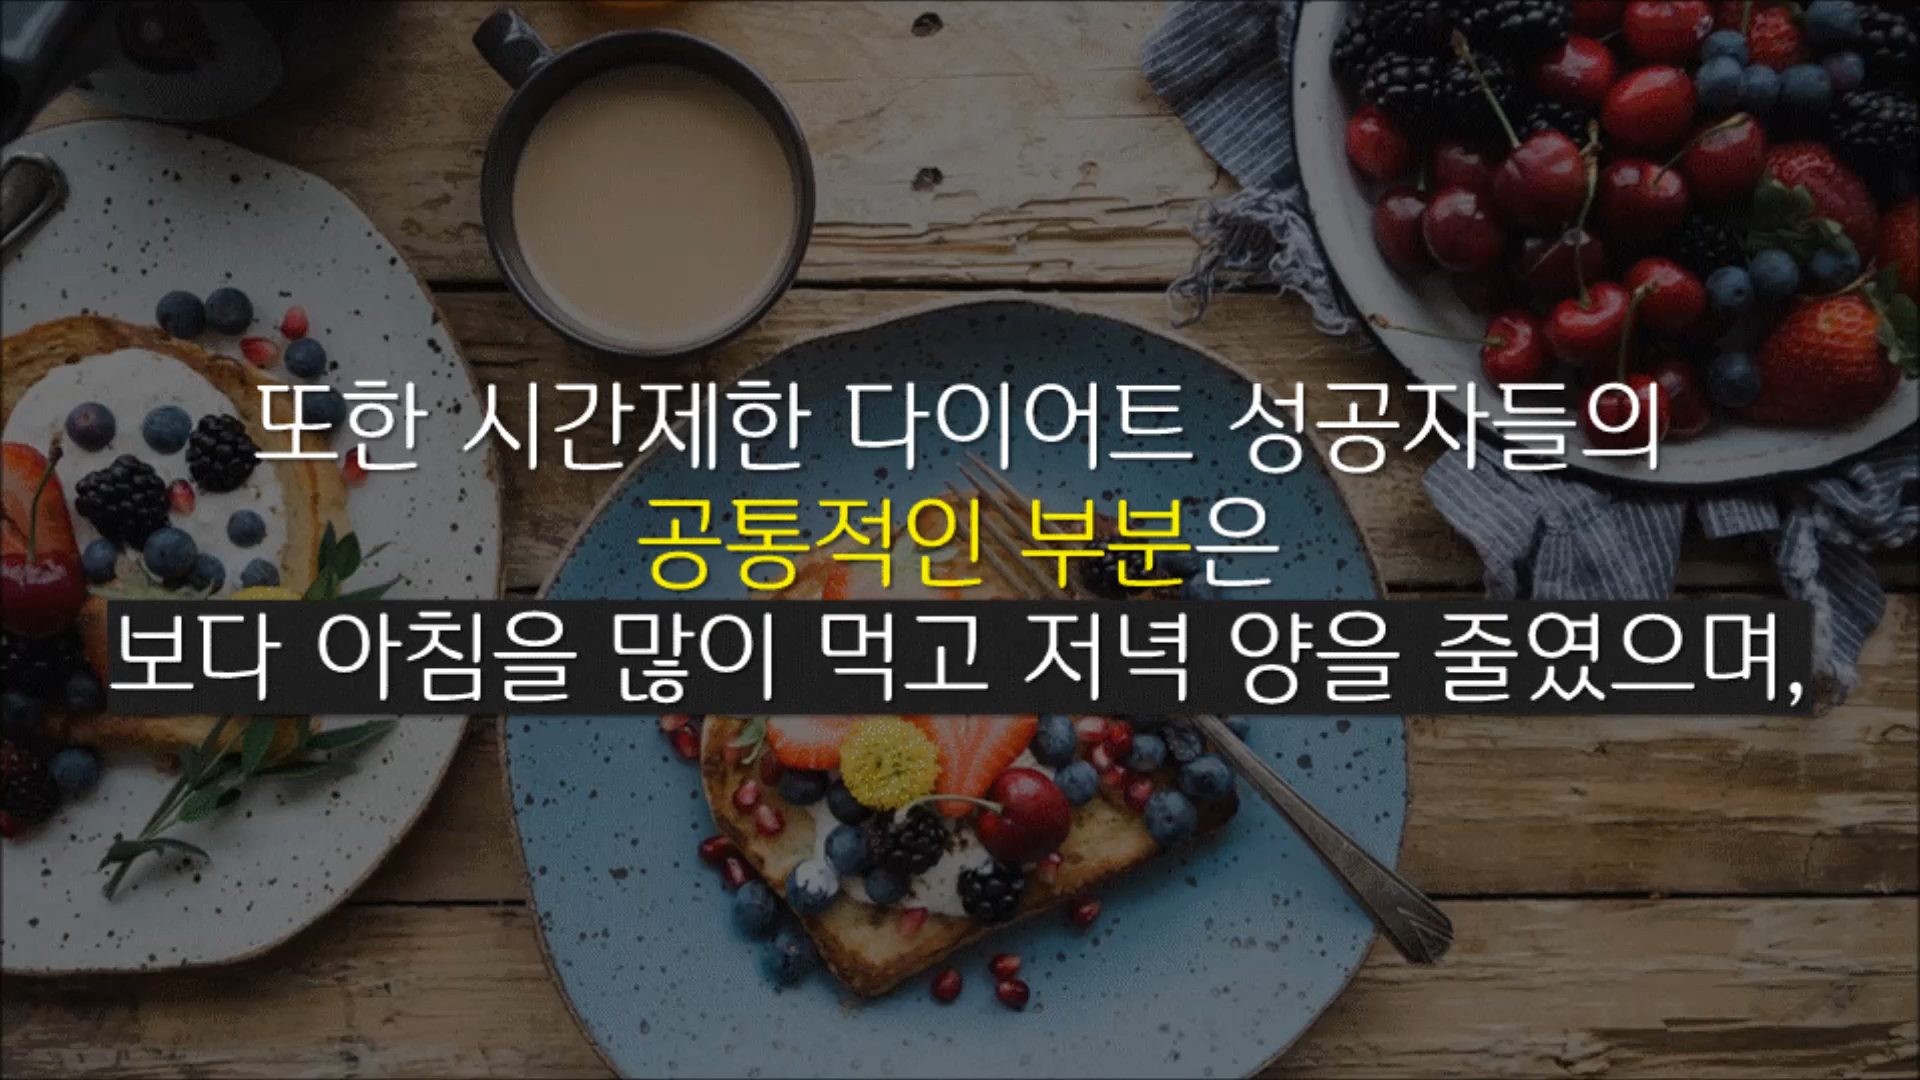 또한 시간제한 다이어트 성공자들의
공통적인 부분은
보다 아침을 많이 먹고 저녁 양을 줄였으며,